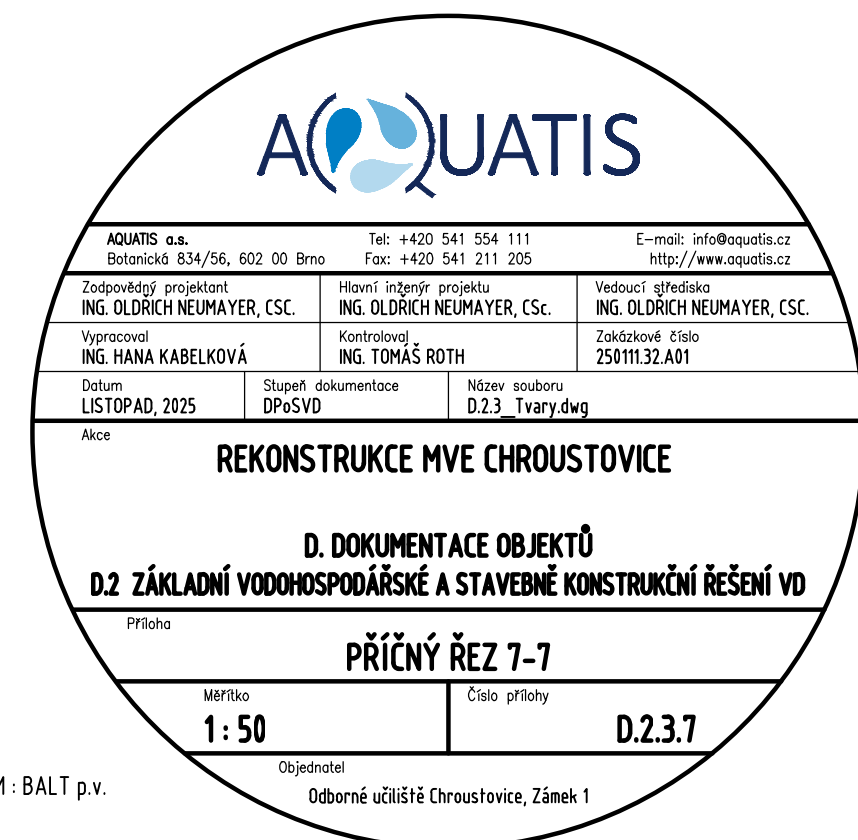 AQUATIS
AQUATIS a.s. Tel: +420 541 554 111 E-mail: info@aquatis.cz
Botanická 834/56, 602 00 Brno Fax: +420 541 211 205 http://www.aquatis.cz
Zodpovědný projektant Hlavní inženýr projektu Vedoucí střediska
ING. OLDŘICH NEUMAYER, CSC. ING. OLDŘICH NEUMAYER, CSc. ING. OLDŘICH NEUMAYER, CSC.
Vypracoval Kontroloval Zakázkové číslo
ING. HANA KABELKOVÁ ING. TOMÁŠ ROTH 250111.32.A01
Datum Stupeň dokumentace Název souboru
LISTOPAD, 2025 DPoSVD D.2.3_Tvary.dwg
Akce
REKONSTRUKCE MVE CHROUSTOVICE
D. DOKUMENTACE OBJEKTŮ
D.2 ZÁKLADNÍ VODOHOSPODÁŘSKÉ A STAVEBNĚ KONSTRUKČNÍ ŘEŠENÍ VD
Příloha
PŘÍČNÝ ŘEZ 7-7
Měřítko Číslo přílohy
1 : 50 D.2.3.7
Objednatel
: BALT p.v.
Odborné učiliště Chroustovice, Zámek 1